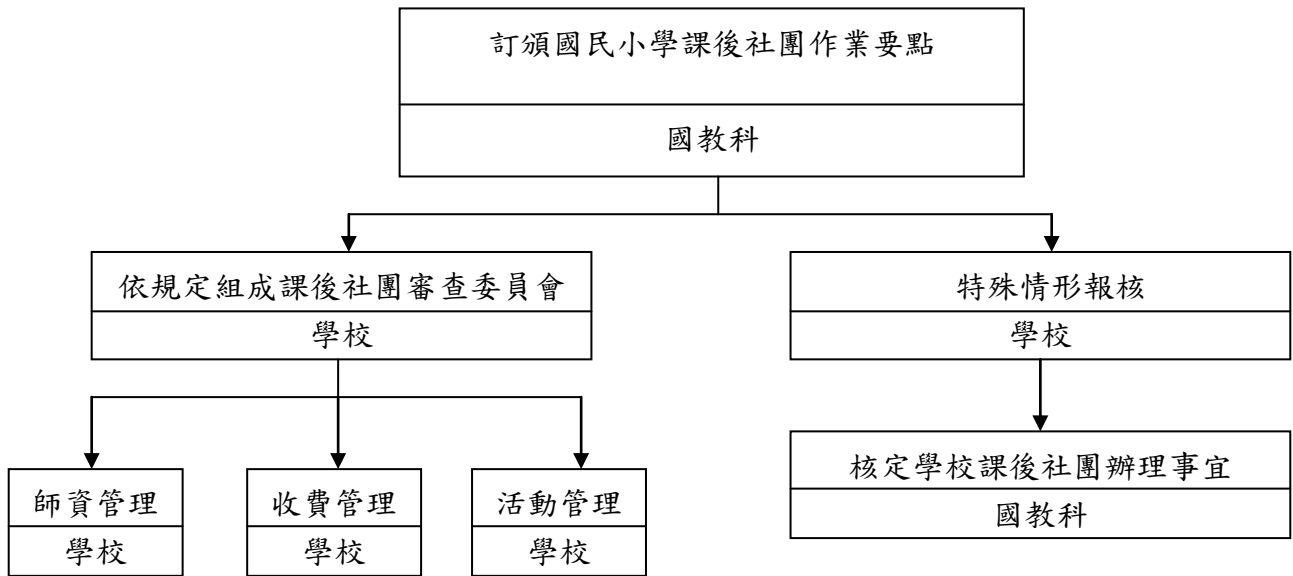 訂頒國民小學課後社團作業要點
國教科
依規定組成課後社團審查委員會
學校
特殊情形報核
學校
師資管理
學校
收費管理
學校
活動管理
學校
核定學校課後社團辦理事宜
國教科